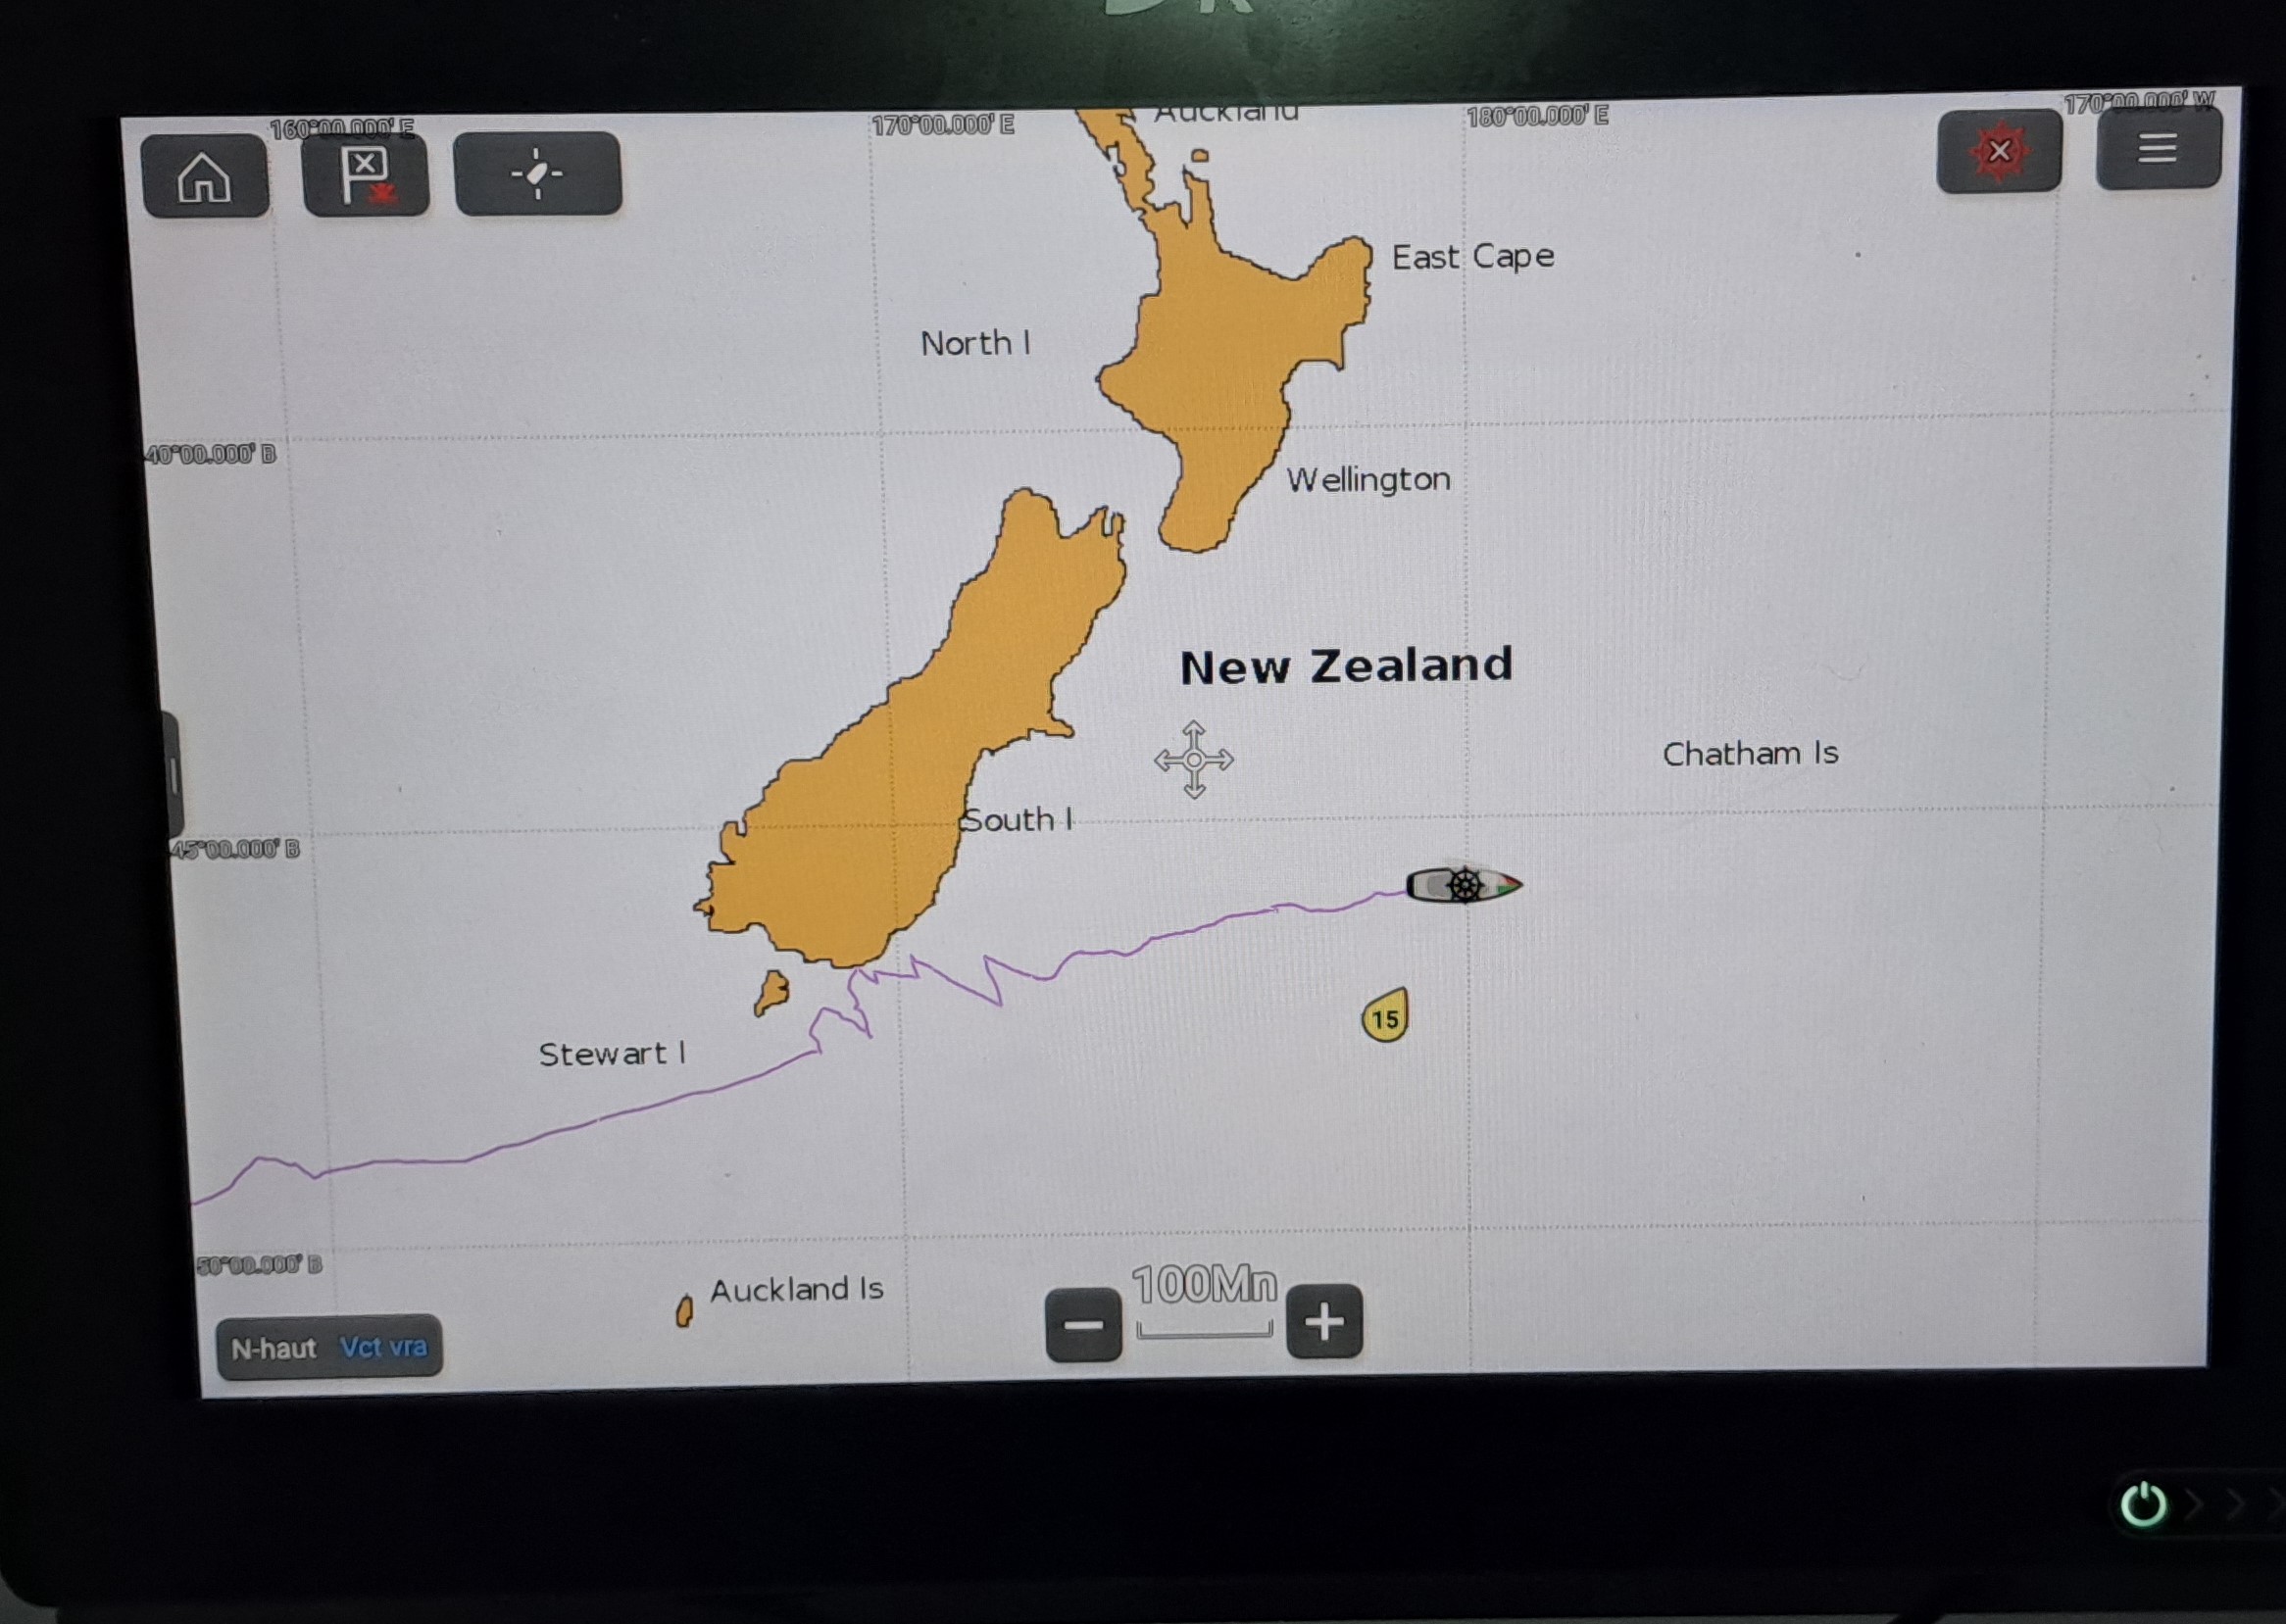 160°00.000' E
170°00.000' E
Auckland
180°00.000' E
170°00.000' W
East Cape
North I
40°00.000' B
Wellington
New Zealand
Chatham Is
South I
45°00.000' B
15
Stewart I
50°00.000' B
Auckland Is
100Mn
N-haut Vct vra